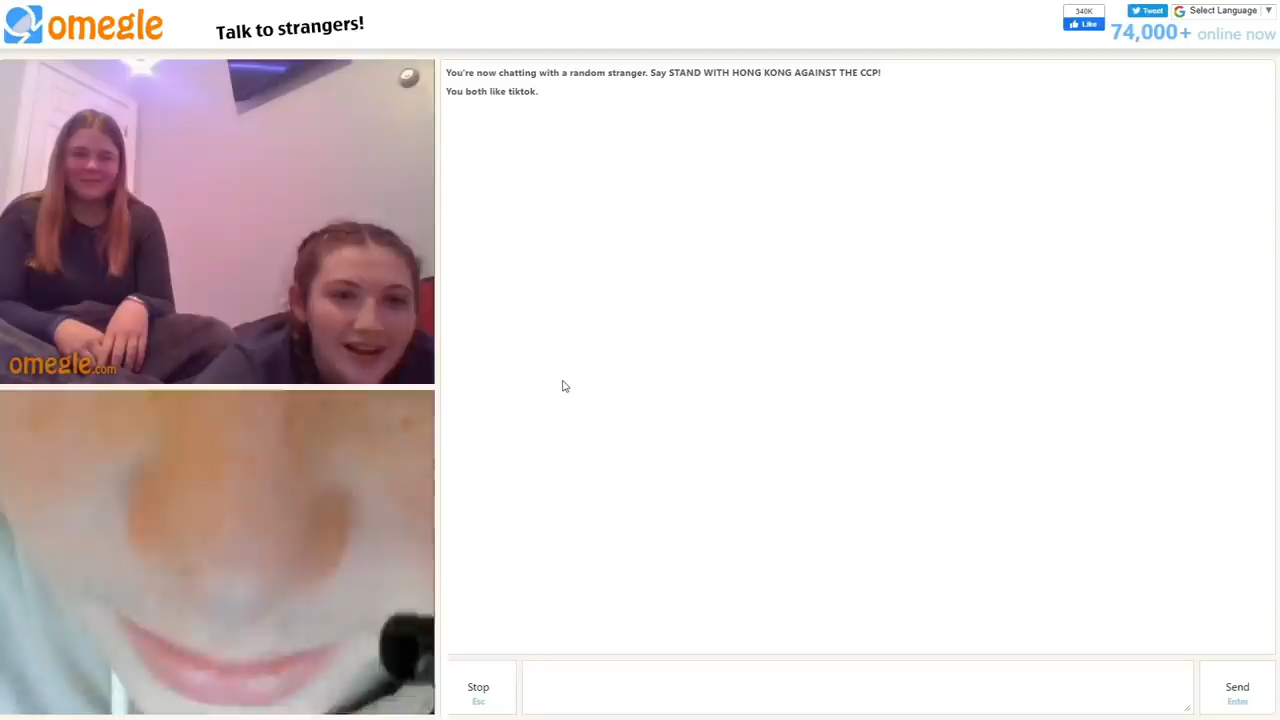 omegle
Talk to strangers!
340K
Like
Tweet
Select Language
74,000+ online now
You're now chatting with a random stranger. Say STAND WITH HONG KONG AGAINST THE CCP!
You both like tiktok.
omegle.com
Stop
Esc
Send
Enter